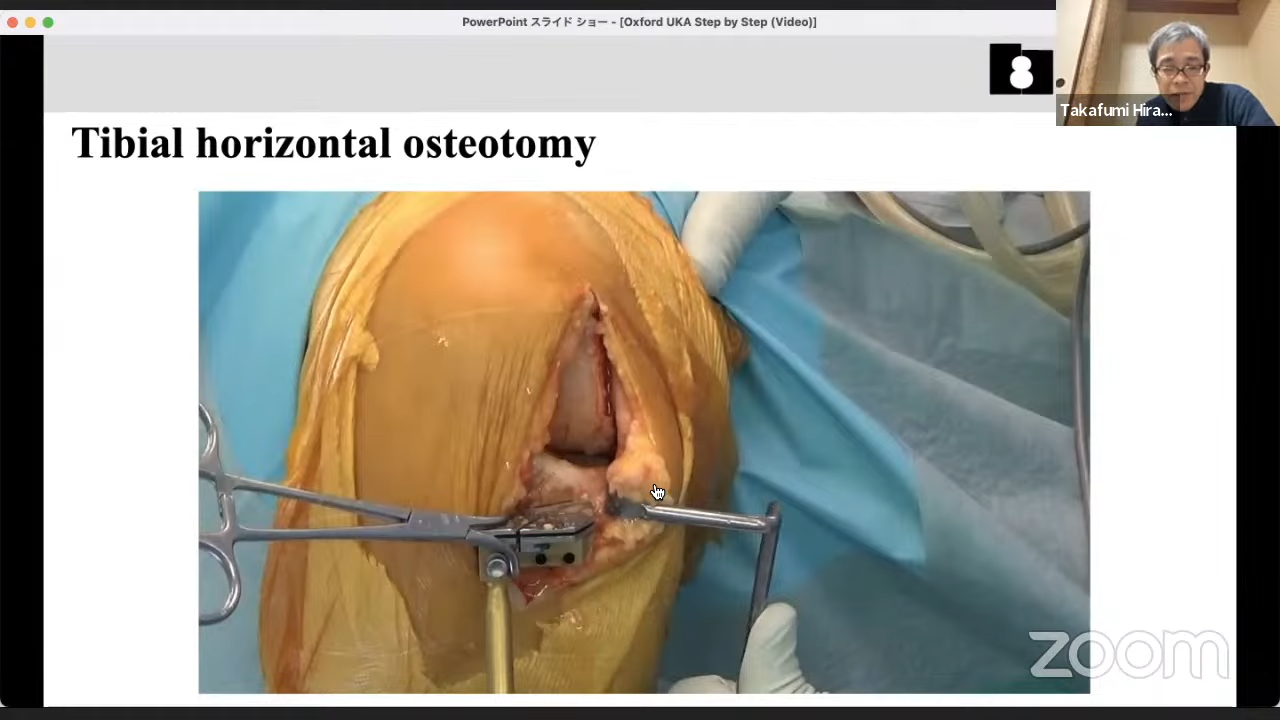 PowerPoint スライド ショー - [Oxford UKA Step by Step (Video)]
Takafumi Hira...
Tibial horizontal osteotomy
zoom